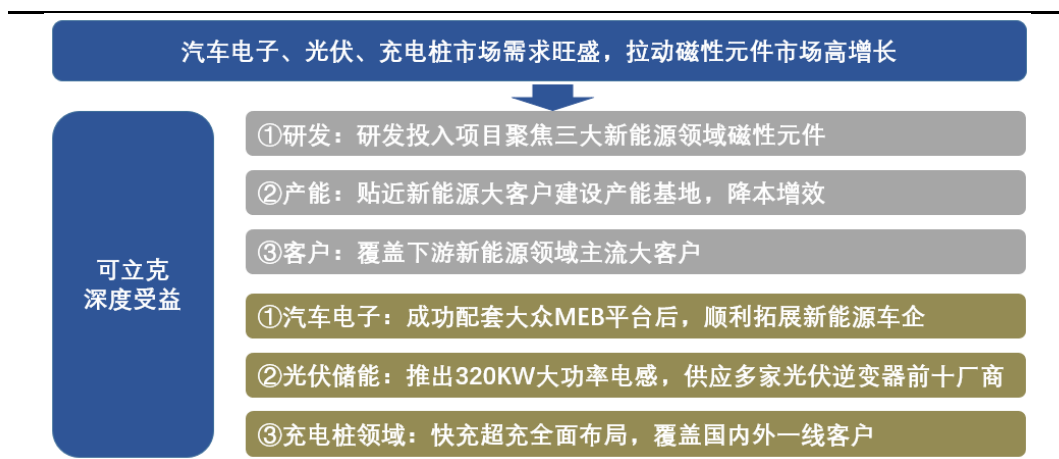 汽车电子、光伏、充电桩市场需求旺盛，拉动磁性元件市场高增长
可立克
深度受益
①研发：研发投入项目聚焦三大新能源领域磁性元件
②产能：贴近新能源大客户建设产能基地，降本增效
③客户：覆盖下游新能源领域主流大客户
①汽车电子：成功配套大众MEB平台后，顺利拓展新能源车企
②光伏储能：推出320KW大功率电感，供应多家光伏逆变器前十厂商
③充电桩领域：快充超充全面布局，覆盖国内外一线客户